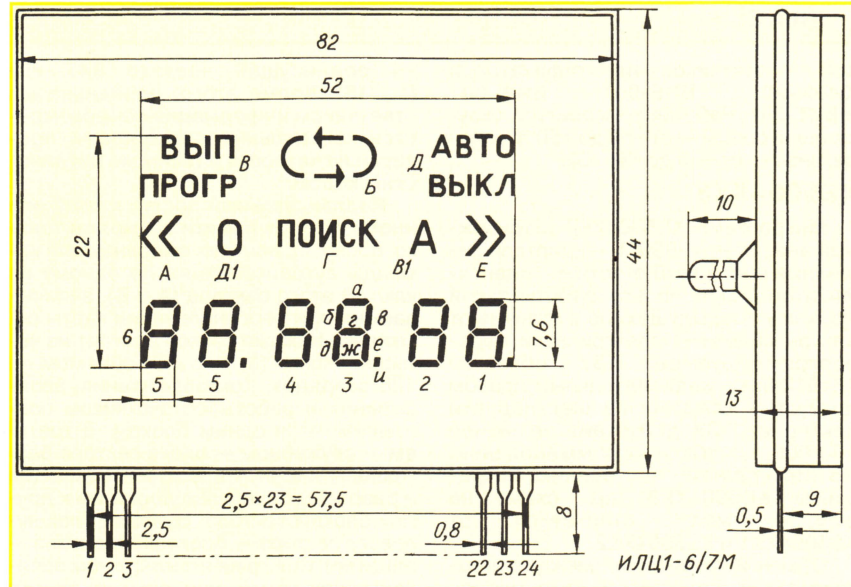 82
52
ВЫП В Б Д АВТО
ПРОГР ВЫКЛ
22 44 10
<< О ПОИСК А >>
А Д1 Г В1 Е
а
б г в
6 д ж е 7,6
и
5 5 4 3 2 1
13
2,5×23 = 57,5
2,5 0,8 8 0,5 9
1 2 3 22 23 24
ИЛЦ1-6/7М